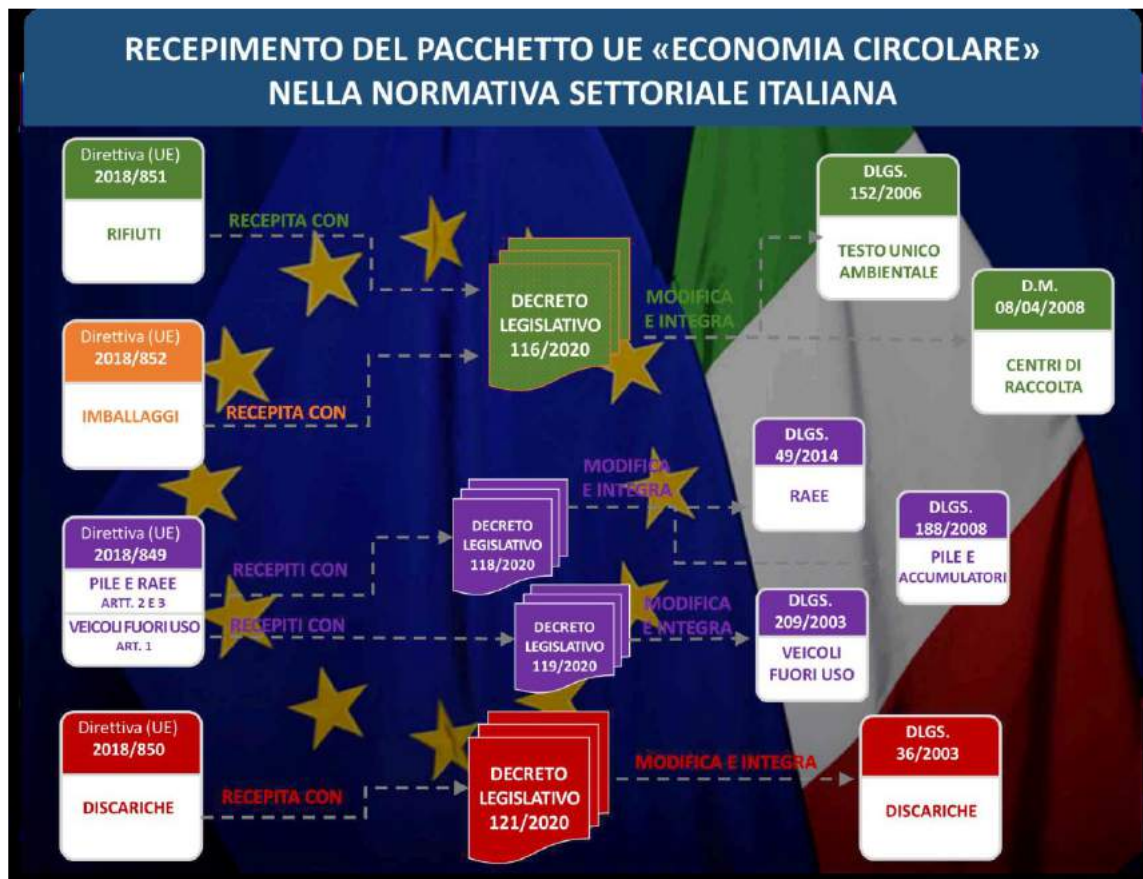 RECEPIMENTO DEL PACCHETTO UE «ECONOMIA CIRCOLARE»
NELLA NORMATIVA SETTORIALE ITALIANA
Direttiva (UE)
2018/851
RIFIUTI
RECEPITA CON
Direttiva (UE)
2018/852
IMBALLAGGI
RECEPITA CON
DECRETO
LEGISLATIVO
116/2020
MODIFICA
E INTEGRA
DLGS.
152/2006
TESTO UNICO
AMBIENTALE
D.M.
08/04/2008
CENTRI DI
RACCOLTA
Direttiva (UE)
2018/849
PILE E RAEE
ARTT. 2 E 3
VEICOLI FUORI USO
ART. 1
RECEPITI CON
RECEPITI CON
DECRETO
LEGISLATIVO
118/2020
MODIFICA
E INTEGRA
DLGS.
49/2014
RAEE
DLGS.
188/2008
PILE E
ACCUMULATORI
DECRETO
LEGISLATIVO
119/2020
MODIFICA
E INTEGRA
DLGS.
209/2003
VEICOLI
FUORI USO
Direttiva (UE)
2018/850
DISCARICHE
RECEPITA CON
DECRETO
LEGISLATIVO
121/2020
MODIFICA E INTEGRA
DLGS.
36/2003
DISCARICHE